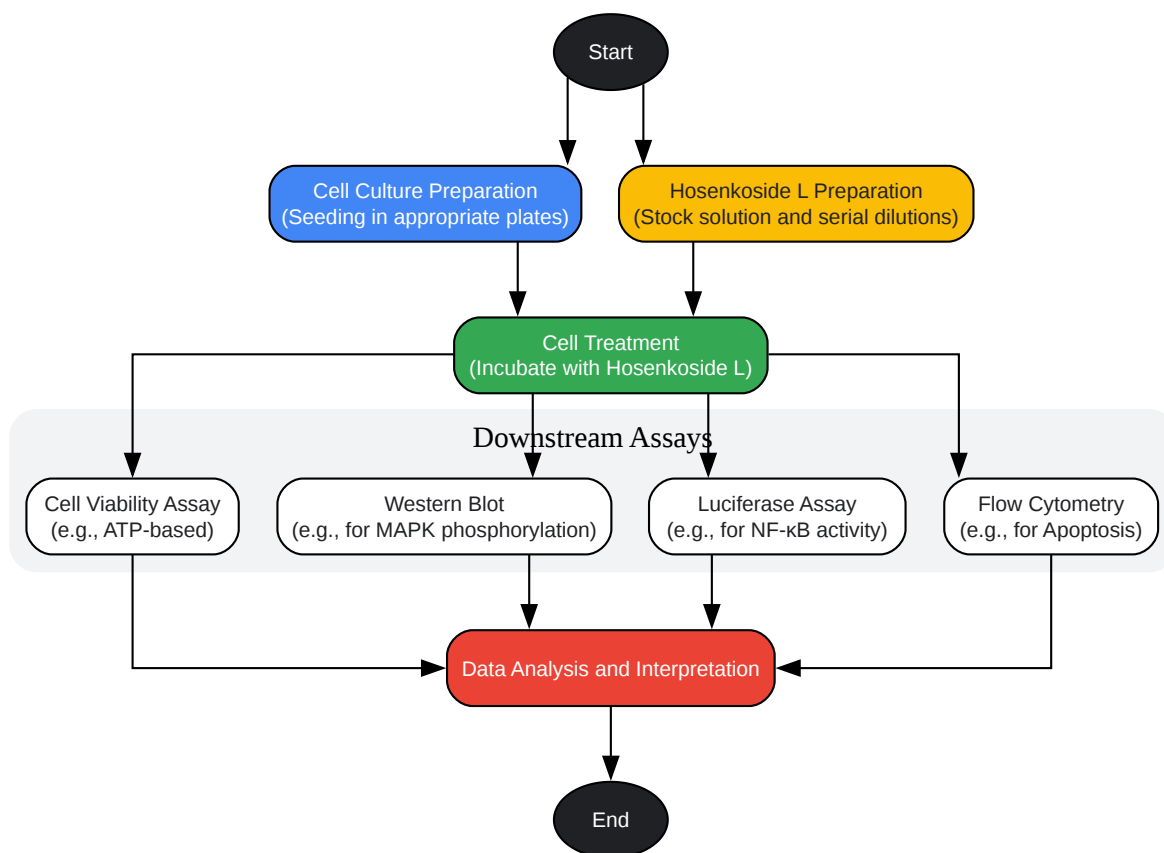 Start
Cell Culture Preparation
(Seeding in appropriate plates)
Hosenkoside L Preparation
(Stock solution and serial dilutions)
Cell Treatment
(Incubate with Hosenkoside L)
Downstream Assays
Cell Viability Assay
(e.g., ATP-based)
Western Blot
(e.g., for MAPK phosphorylation)
Luciferase Assay
(e.g., for NF-κB activity)
Flow Cytometry
(e.g., for Apoptosis)
Data Analysis and Interpretation
End